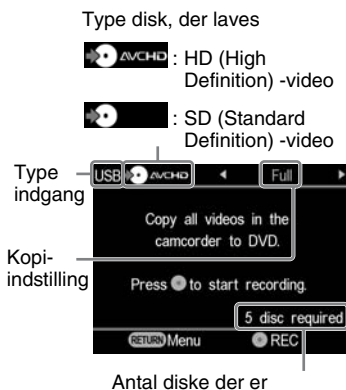 Type disk, der laves
AVCHD : HD (High
Definition) -video
: SD (Standard
Definition) -video
Type
indgang
USB AVCHD Full
Copy all videos in the
camcorder to DVD.
Kopi-
indstilling
Press to start recording.
5 disc required
RETURN Menu REC
Antal diske der er